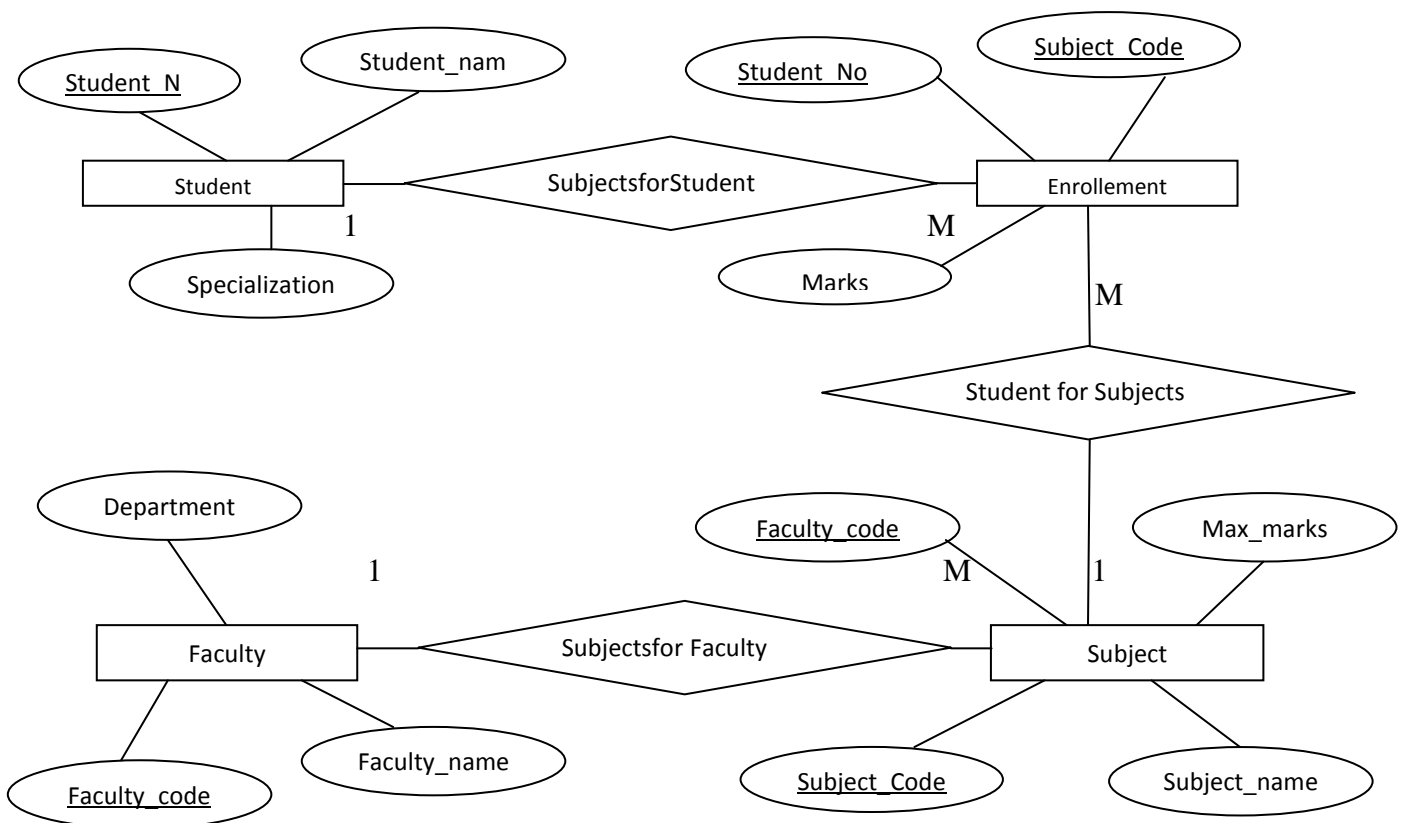 Subject_Code
Student_nam
Student_No
Student_N
Student
SubjectsforStudent
Enrollement
1
M
Specialization
Marks
M
Student for Subjects
Department
Faculty_code
Max_marks
1
M
1
Faculty
Subjectsfor Faculty
Subject
Faculty_name
Faculty_code
Subject_Code
Subject_name